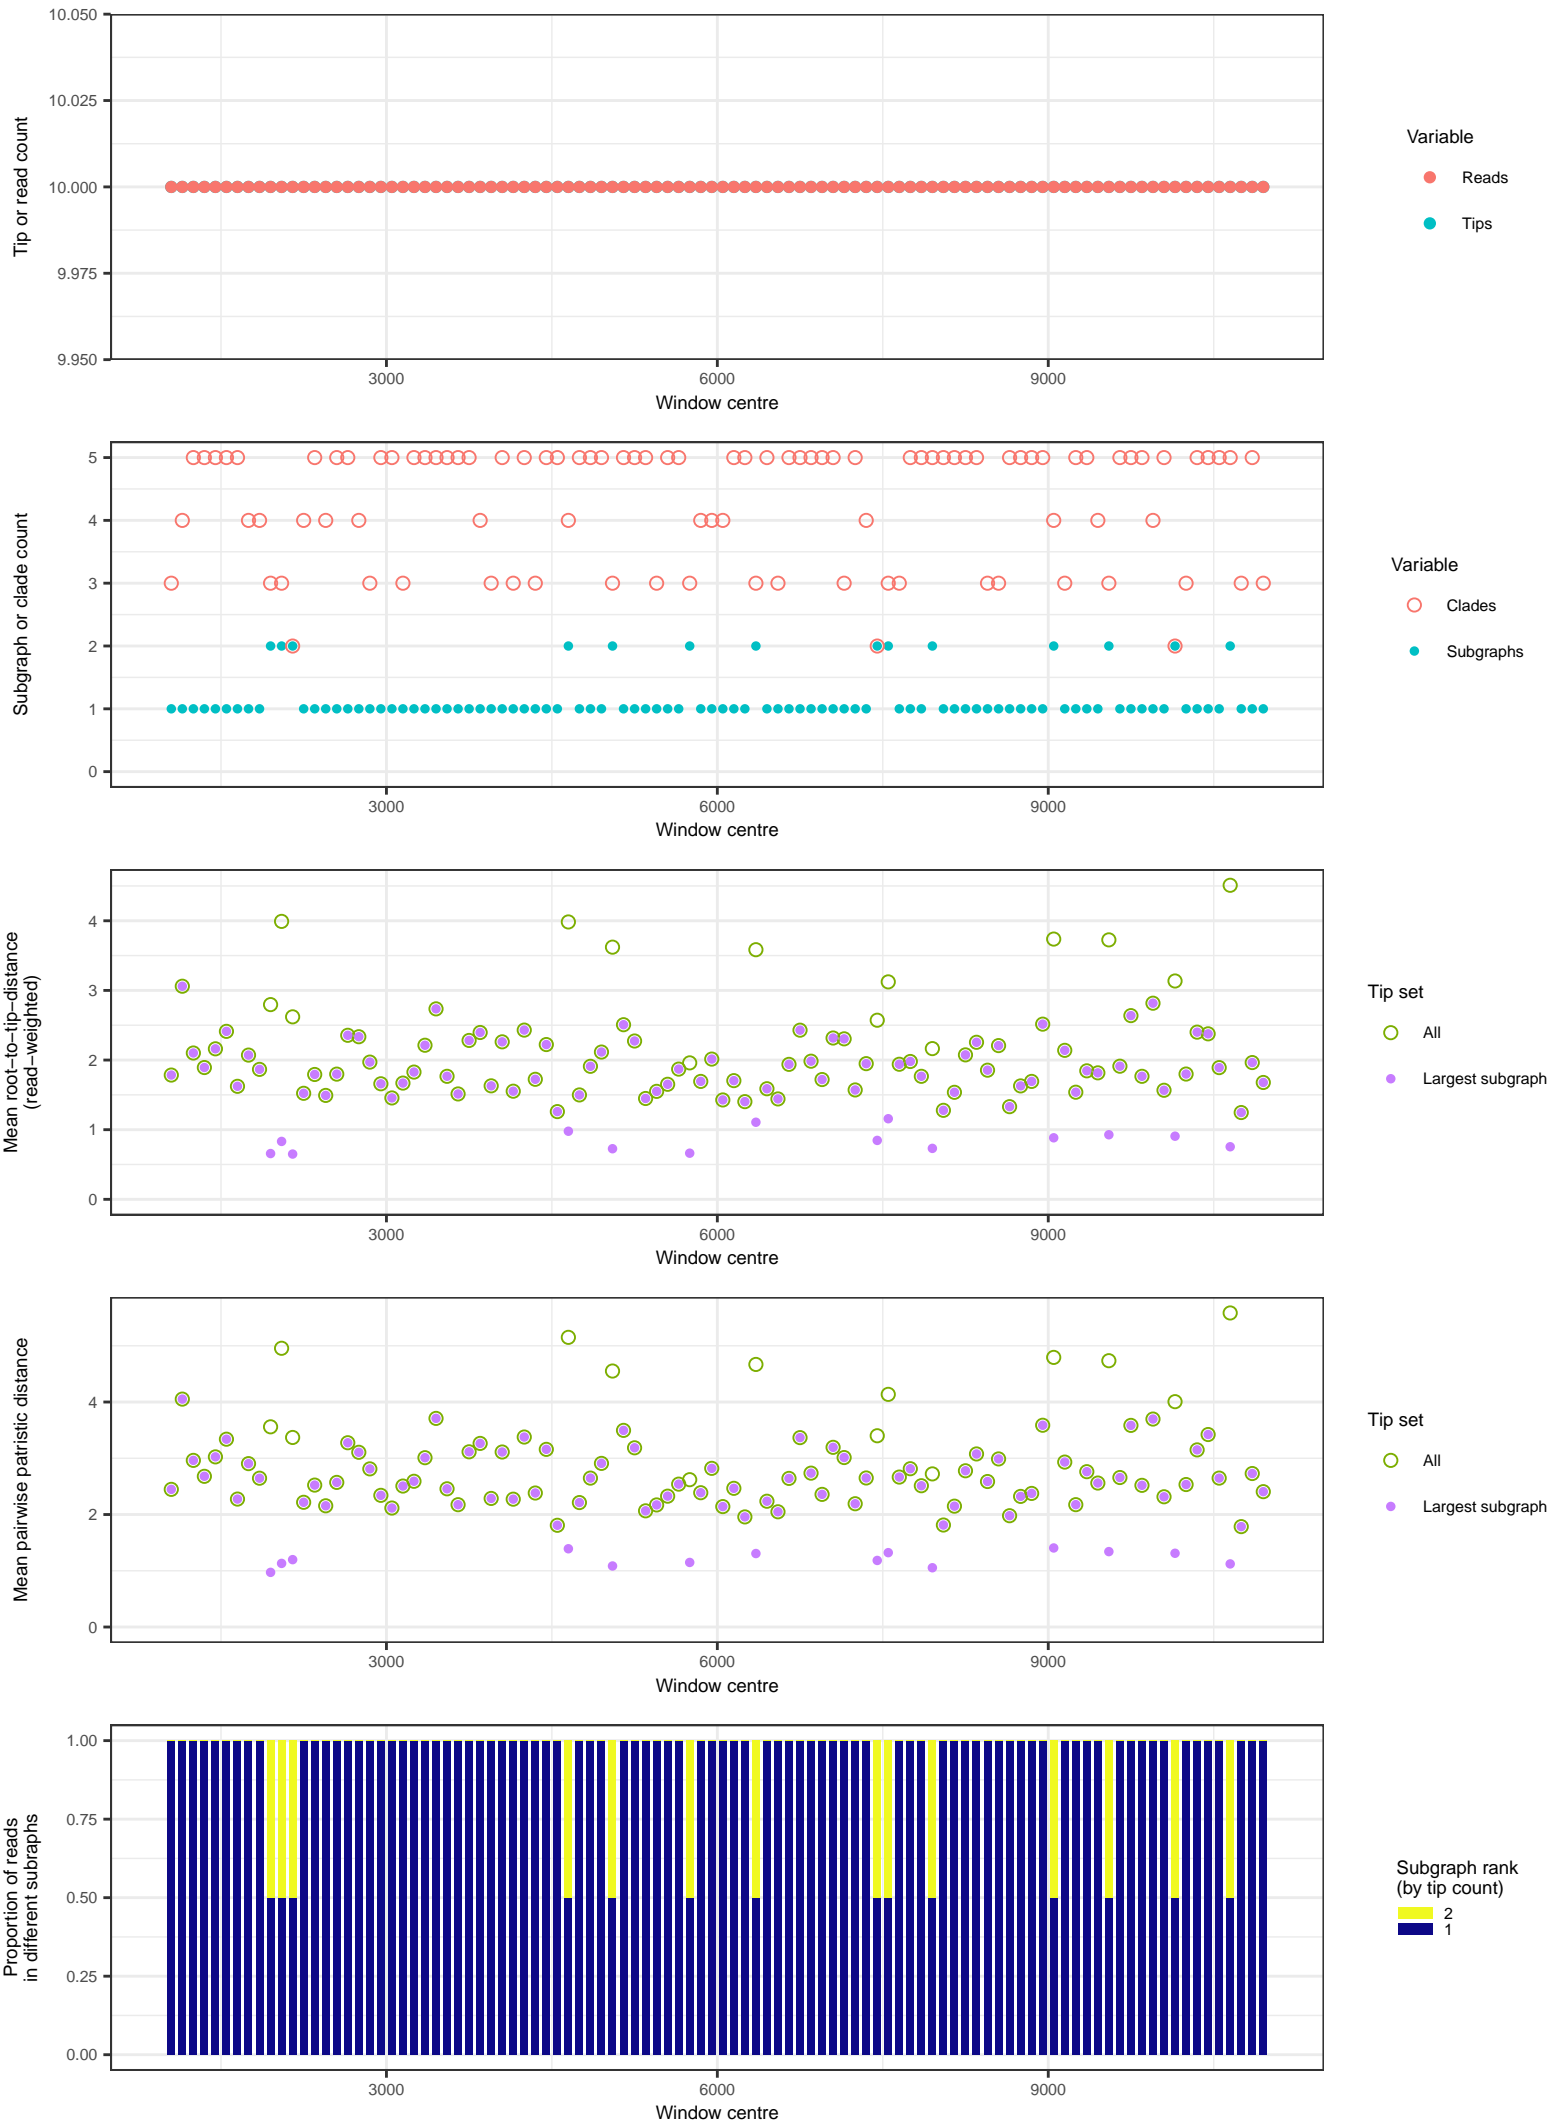 10.050
10.025
10.000
9.975
9.950
Tip or read count
3000 6000 9000
Window centre
Variable
Reads
Tips
5
4
3
2
1
0
Subgraph or clade count
3000 6000 9000
Window centre
Variable
Clades
Subgraphs
4
3
2
1
0
Mean root−to−tip−distance
(read−weighted)
3000 6000 9000
Window centre
Tip set
All
Largest subgraph
4
2
0
Mean pairwise patristic distance
3000 6000 9000
Window centre
Tip set
All
Largest subgraph
1.00
0.75
0.50
0.25
0.00
Proportion of reads
in different subraphs
3000 6000 9000
Window centre
Subgraph rank
(by tip count)
2
1